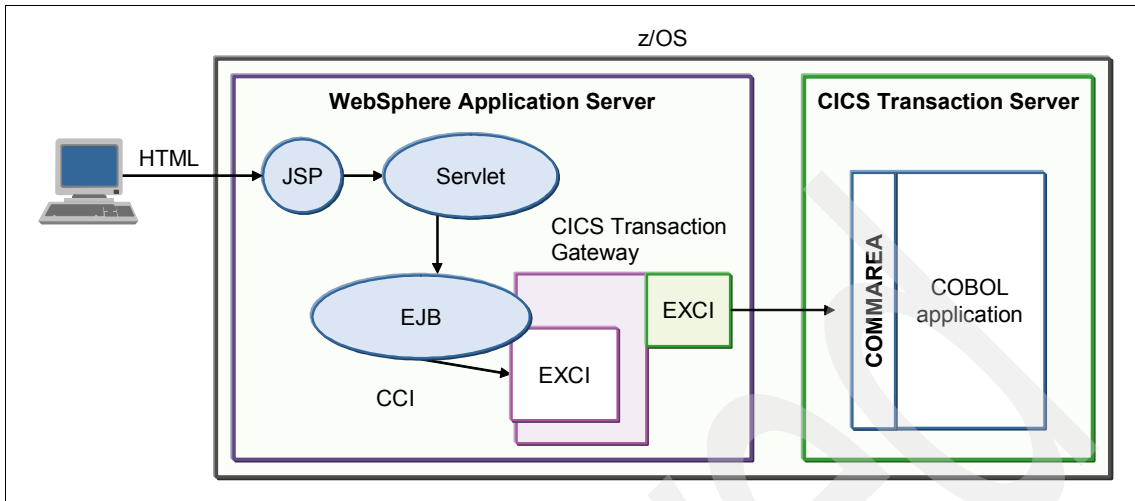 z/OS
WebSphere Application Server
CICS Transaction Server
HTML
JSP
Servlet
CICS Transaction
Gateway
EJB
EXCI
EXCI
CCI
COMMAREA
COBOL
application